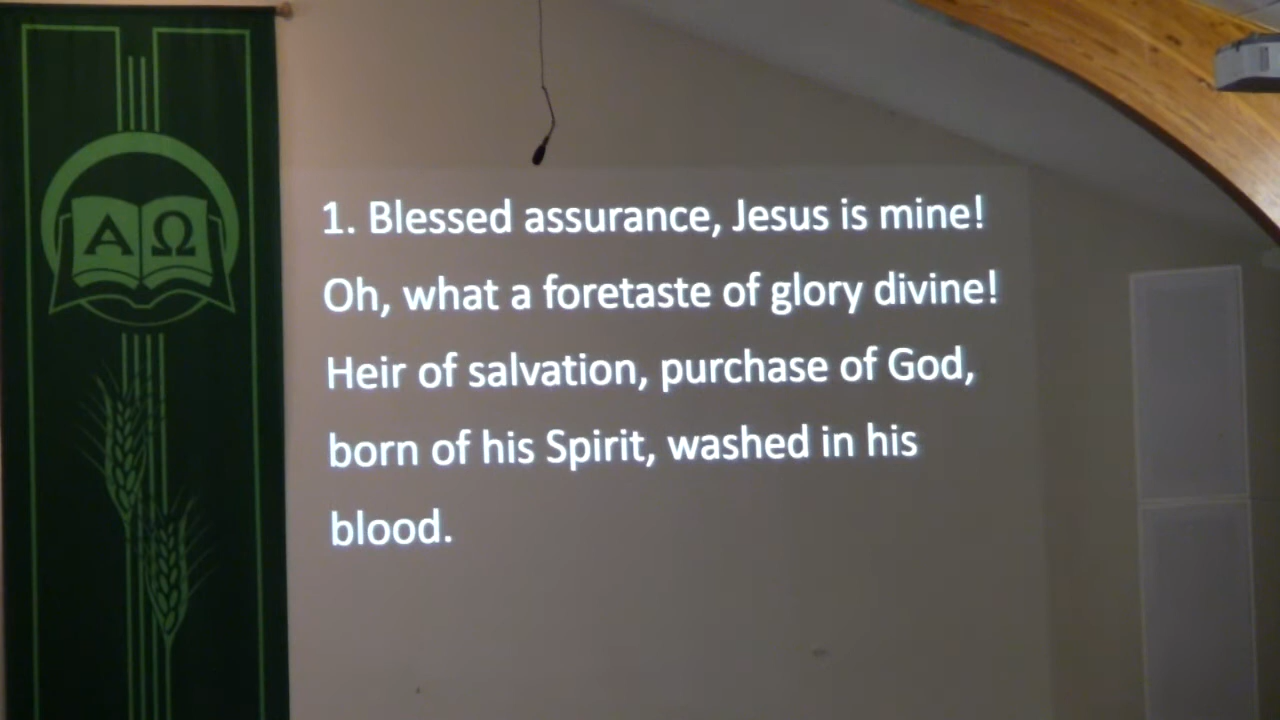 Α Ω
1. Blessed assurance, Jesus is mine!
Oh, what a foretaste of glory divine!
Heir of salvation, purchase of God,
born of his Spirit, washed in his
blood.